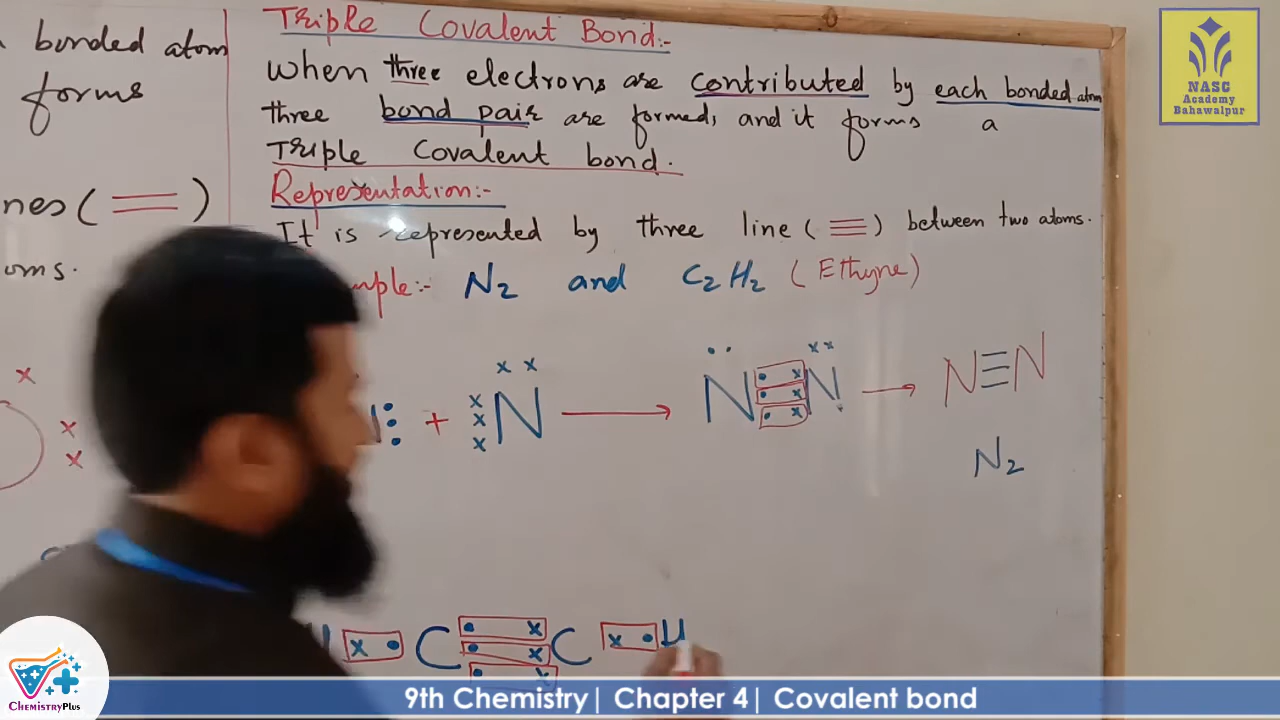 bonded atom
forms
nes (═)
oms.
Triple Covalent Bond:-
When three electrons are contributed by each bonded atom
three bond pair are formed, and it forms a
Triple Covalent bond.
Representation:-
It is represented by three line (≡) between two atoms.
mple:- N₂ and C₂H₂ (Ethyne)
: + N → N N → N≡N
N₂
C C H
NASC
Academy
Bahawalpur
ChemistryPlus
9th Chemistry| Chapter 4| Covalent bond